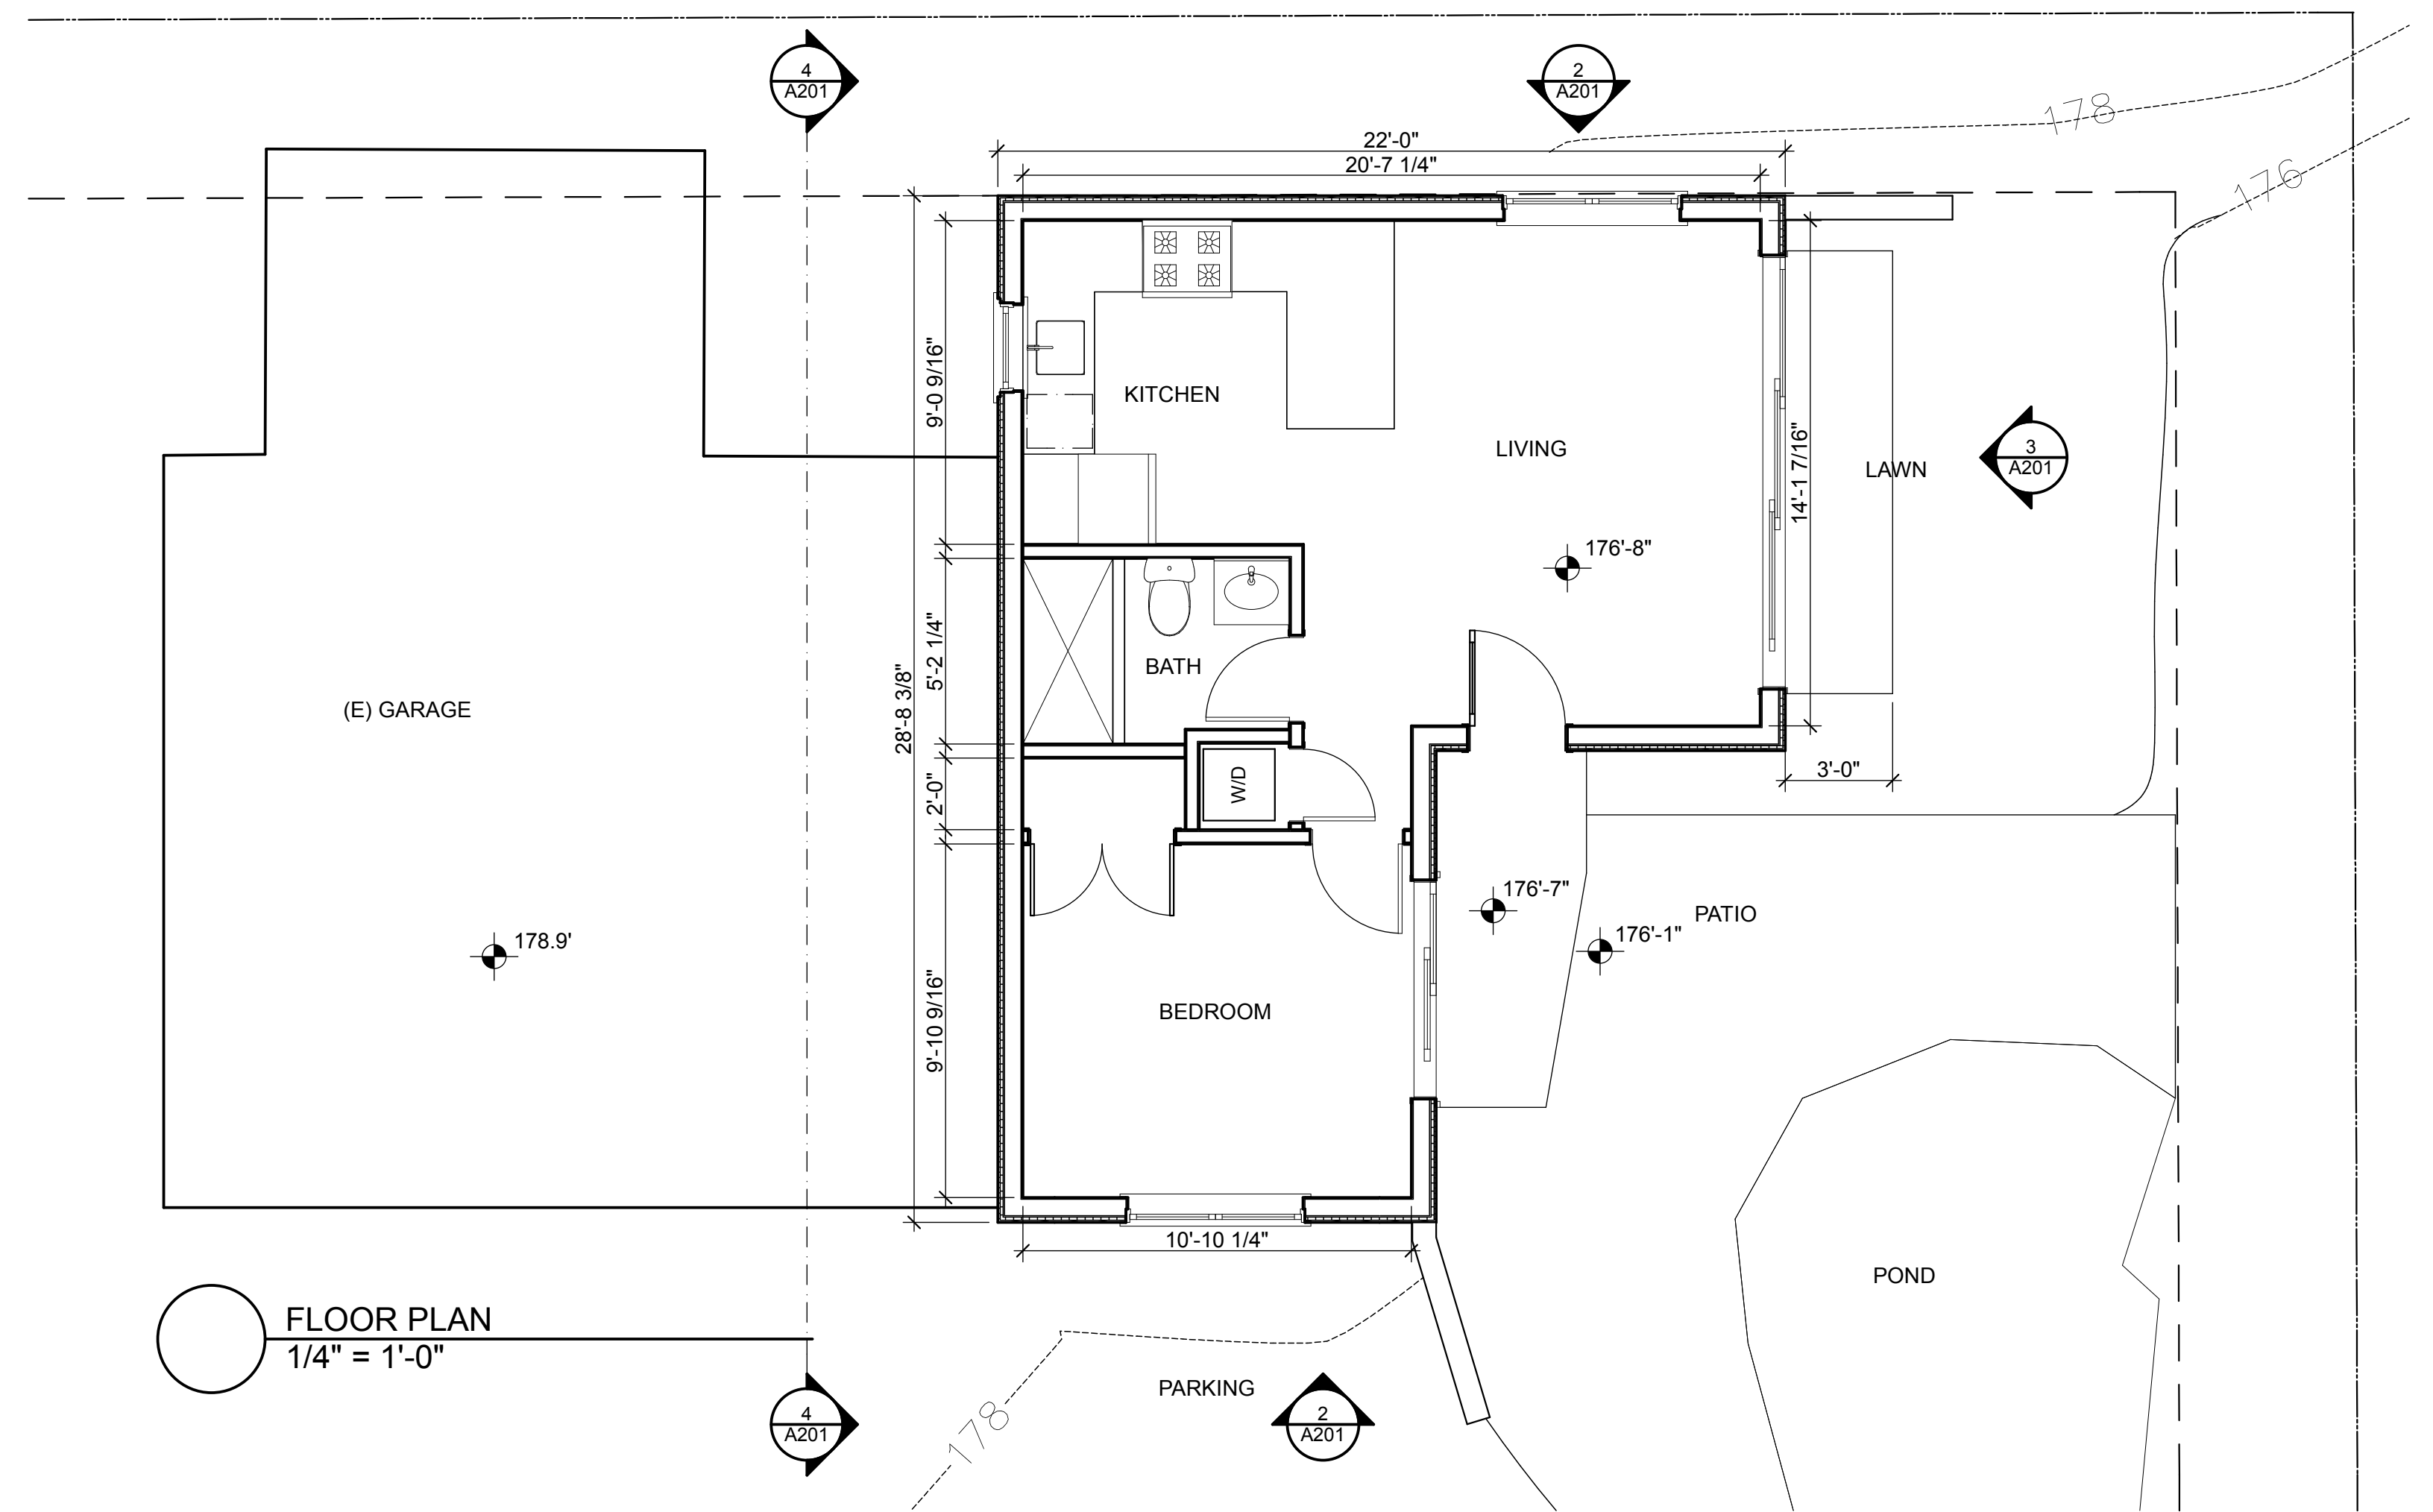 4
A201
2
A201
178
176
22'-0"
20'-7 1/4"
9'-0 9/16"
KITCHEN
LIVING
14'-1 7/16"
LAWN
3
A201
176'-8"
5'-2 1/4"
BATH
28'-8 3/8"
(E) GARAGE
2'-0"
W/D
3'-0"
176'-7"
PATIO
176'-1"
178.9'
9'-10 9/16"
BEDROOM
10'-10 1/4"
POND
FLOOR PLAN
1/4" = 1'-0"
PARKING
178
4
A201
2
A201